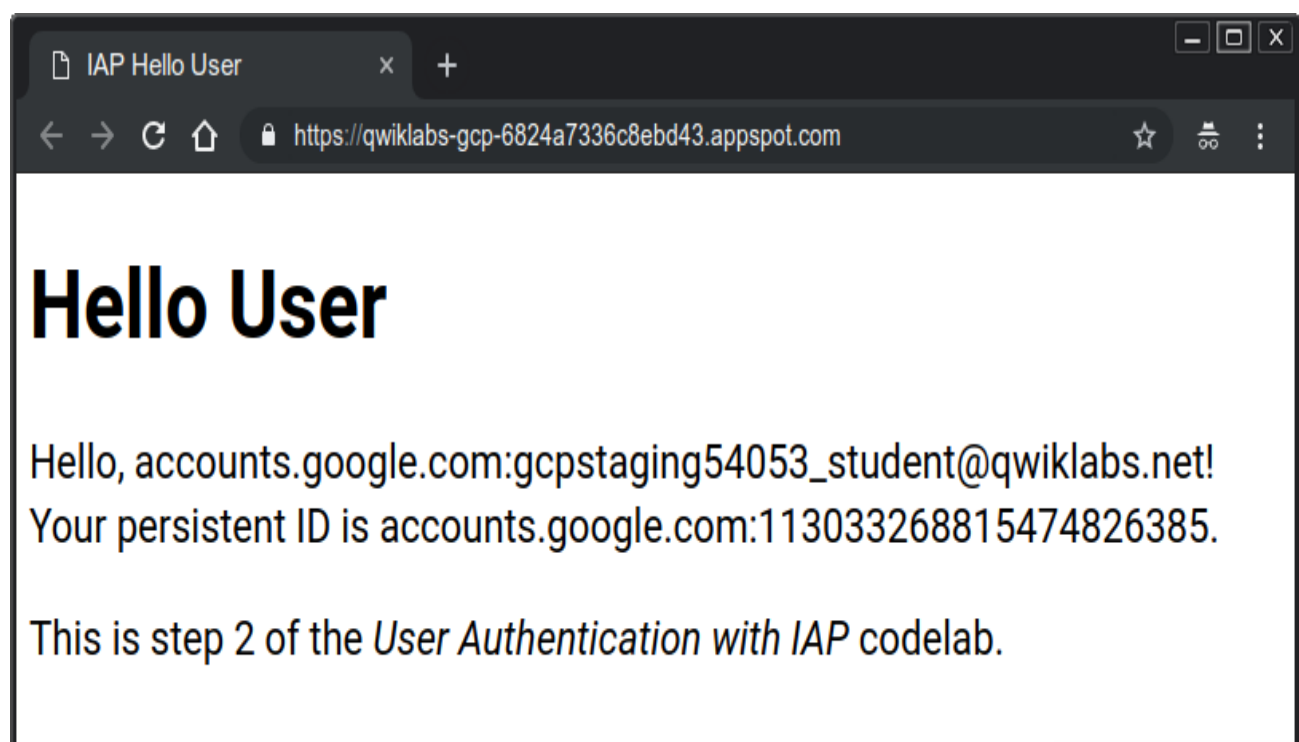 IAP Hello User
https://qwiklabs-gcp-6824a7336c8ebd43.appspot.com
Hello User
Hello, accounts.google.com:gcpstaging54053_student@qwiklabs.net!
Your persistent ID is accounts.google.com:113033268815474826385.
This is step 2 of the User Authentication with IAP codelab.